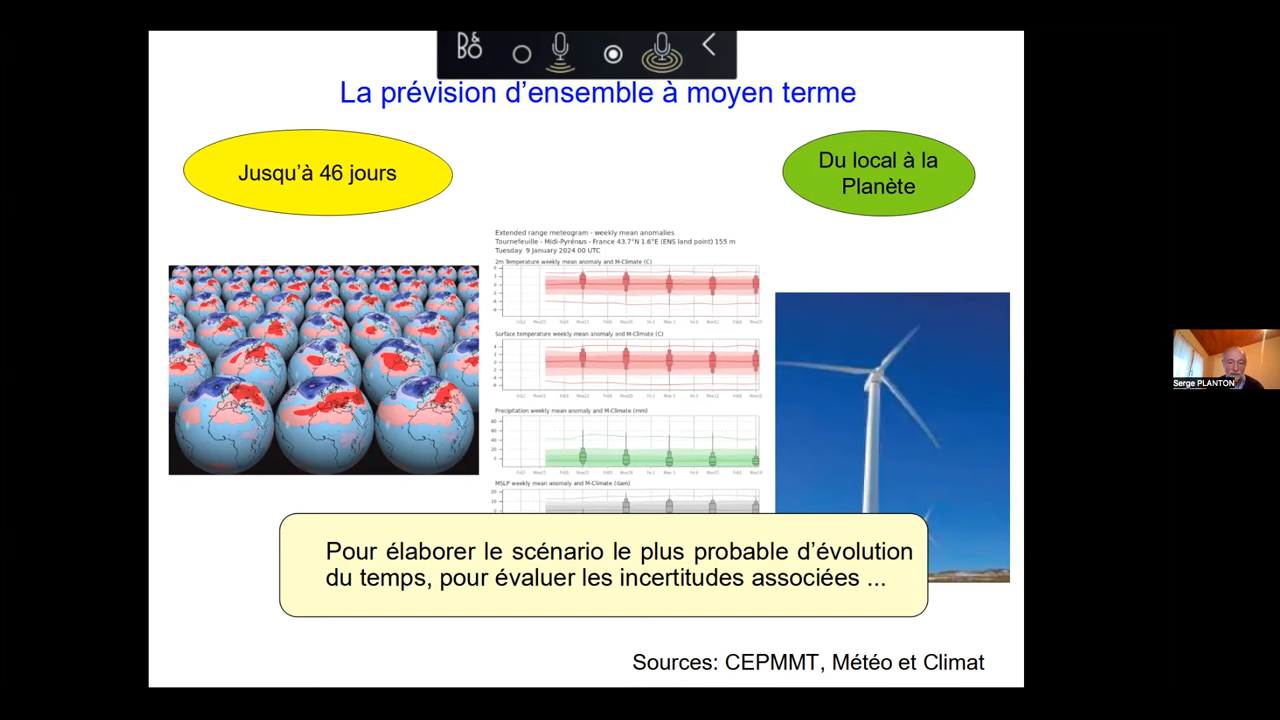 B&O
La prévision d’ensemble à moyen terme
Jusqu’à 46 jours
Du local à la
Planète
Extended range meteogram - weekly mean anomalies
Tournefeuille - Midi-Pyrénus - France 43.7°N 1.6°E (ENS land point) 155 m
Tuesday 9 January 2024 00 UTC
2m Temperature weekly mean anomaly and M-Climate (C)
Surface temperature weekly mean anomaly and M-Climate (C)
Precipitation weekly mean anomaly and M-Climate (mm)
MSLP weekly mean anomaly and M-Climate (dam)
Pour élaborer le scénario le plus probable d’évolution
du temps, pour évaluer les incertitudes associées ...
Sources: CEPMMT, Météo et Climat
Serge PLANTON